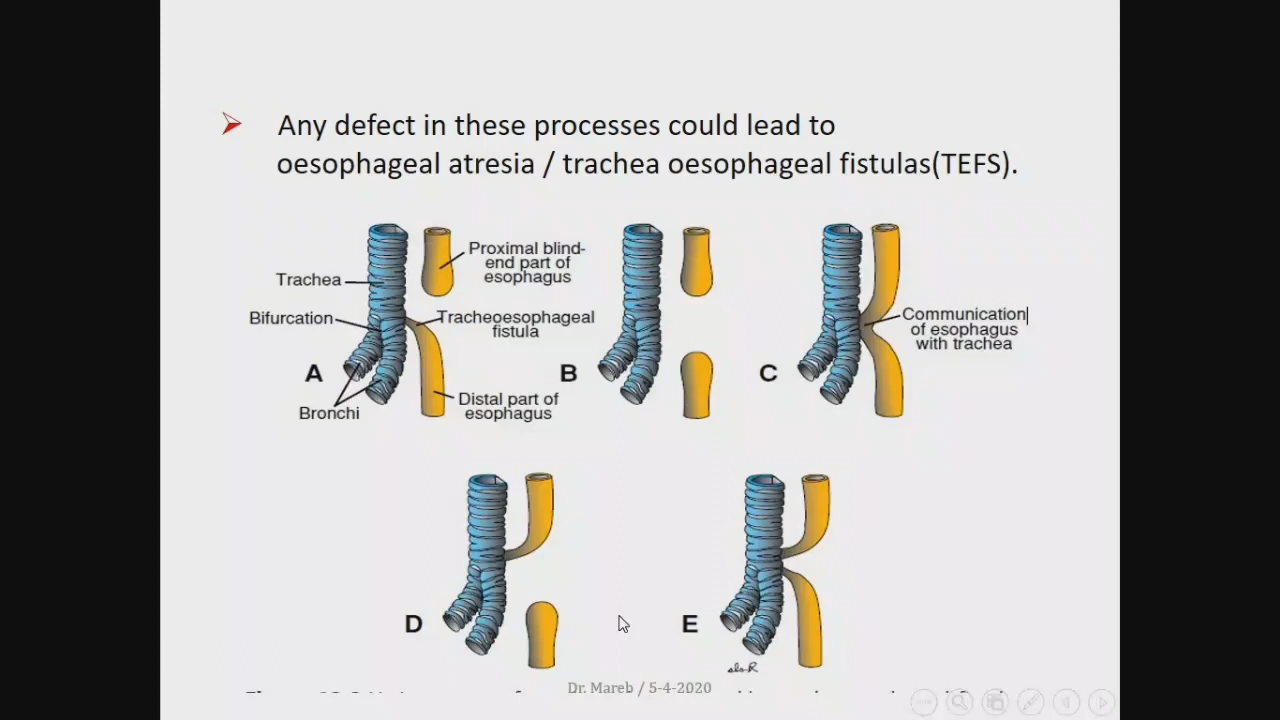 Any defect in these processes could lead to
oesophageal atresia / trachea oesophageal fistulas(TEFS).
Proximal blind-
end part of
esophagus
Trachea
Bifurcation
Tracheoesophageal
fistula
Communication
of esophagus
with trachea
A
B
C
Distal part of
esophagus
Bronchi
D
E
Dr. Mareb / 5-4-2020